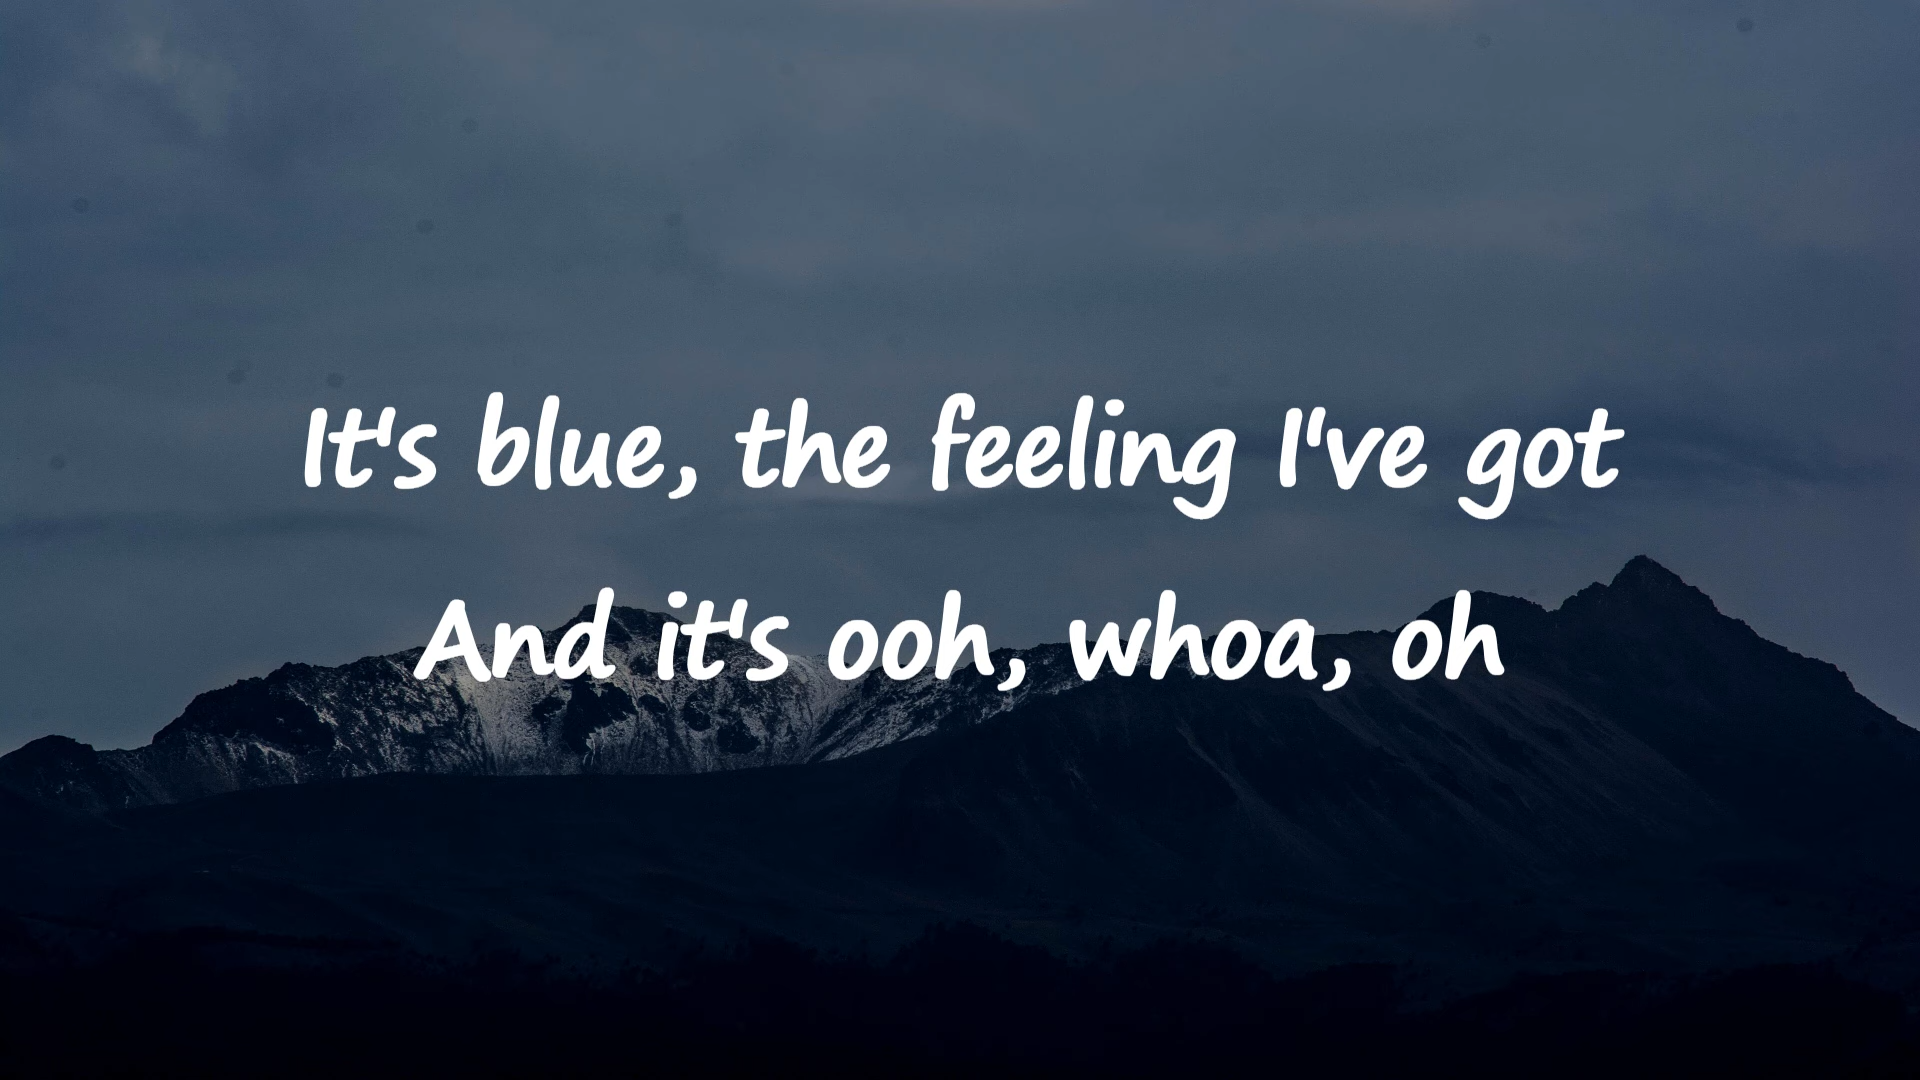 It's blue, the feeling I've got
And it's ooh, whoa, oh